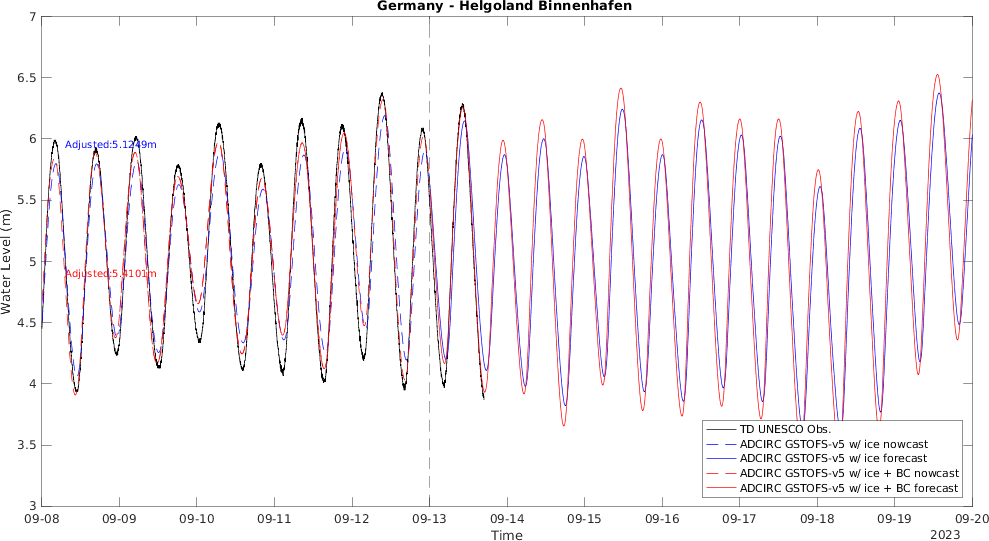 Germany - Helgoland Binnenhafen
Water Level (m)
7
6.5
6
5.5
5
4.5
4
3.5
3
Adjusted:5.1249m
Adjusted:5.4101m
TD UNESCO Obs.
ADCIRC GSTOFS-v5 w/ ice nowcast
ADCIRC GSTOFS-v5 w/ ice forecast
ADCIRC GSTOFS-v5 w/ ice + BC nowcast
ADCIRC GSTOFS-v5 w/ ice + BC forecast
09-08 09-09 09-10 09-11 09-12 09-13 09-14 09-15 09-16 09-17 09-18 09-19 09-20
Time
2023